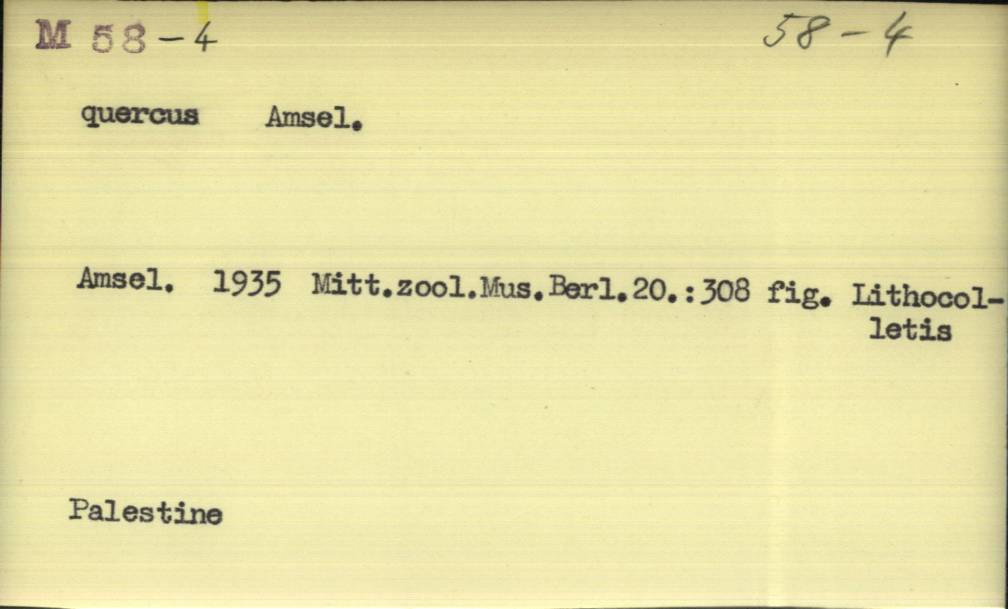 M 58-4 58-4
quercus Amsel.
Amsel. 1935 Mitt.zool.Mus.Berl.20.:308 fig. Lithocol-
letis
Palestine